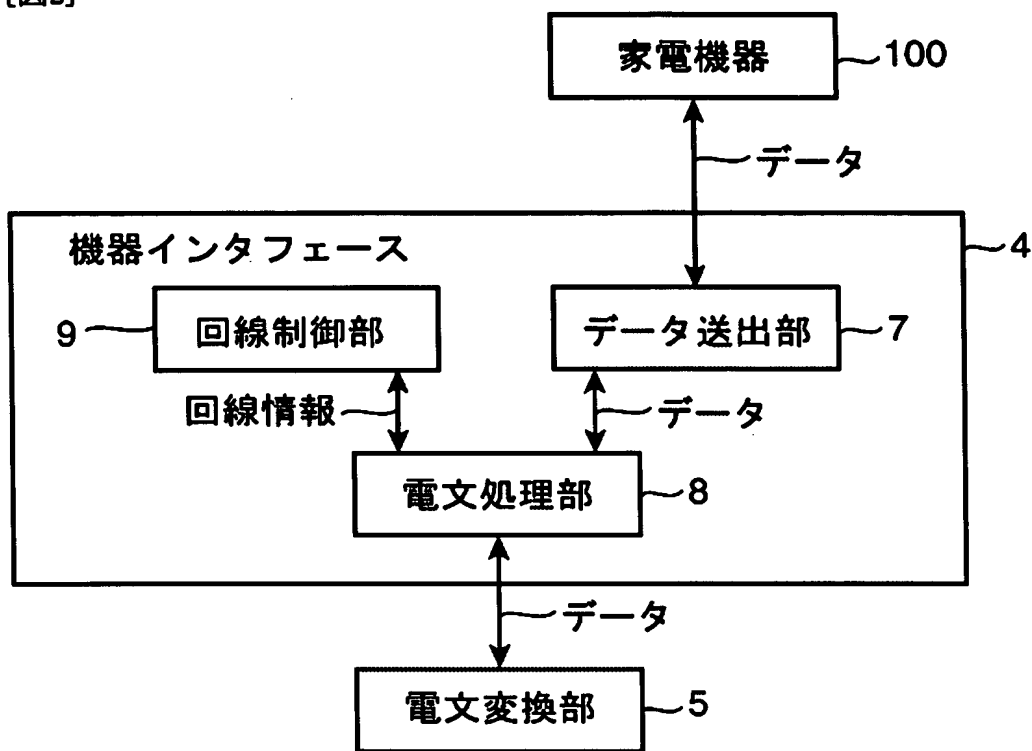 家電機器
100
データ
機器インタフェース
4
9
回線制御部
データ送出部
7
回線情報
データ
電文処理部
8
データ
電文変換部
5